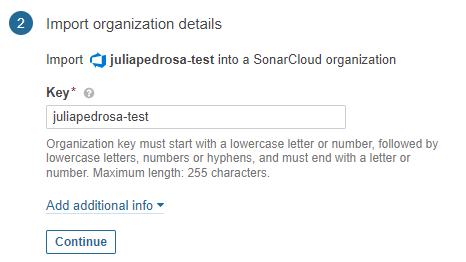 2 Import organization details
Import juliapedrosa-test into a SonarCloud organization
Key* ?
juliapedrosa-test
Organization key must start with a lowercase letter or number, followed by
lowercase letters, numbers or hyphens, and must end with a letter or
number. Maximum length: 255 characters.
Add additional info
Continue